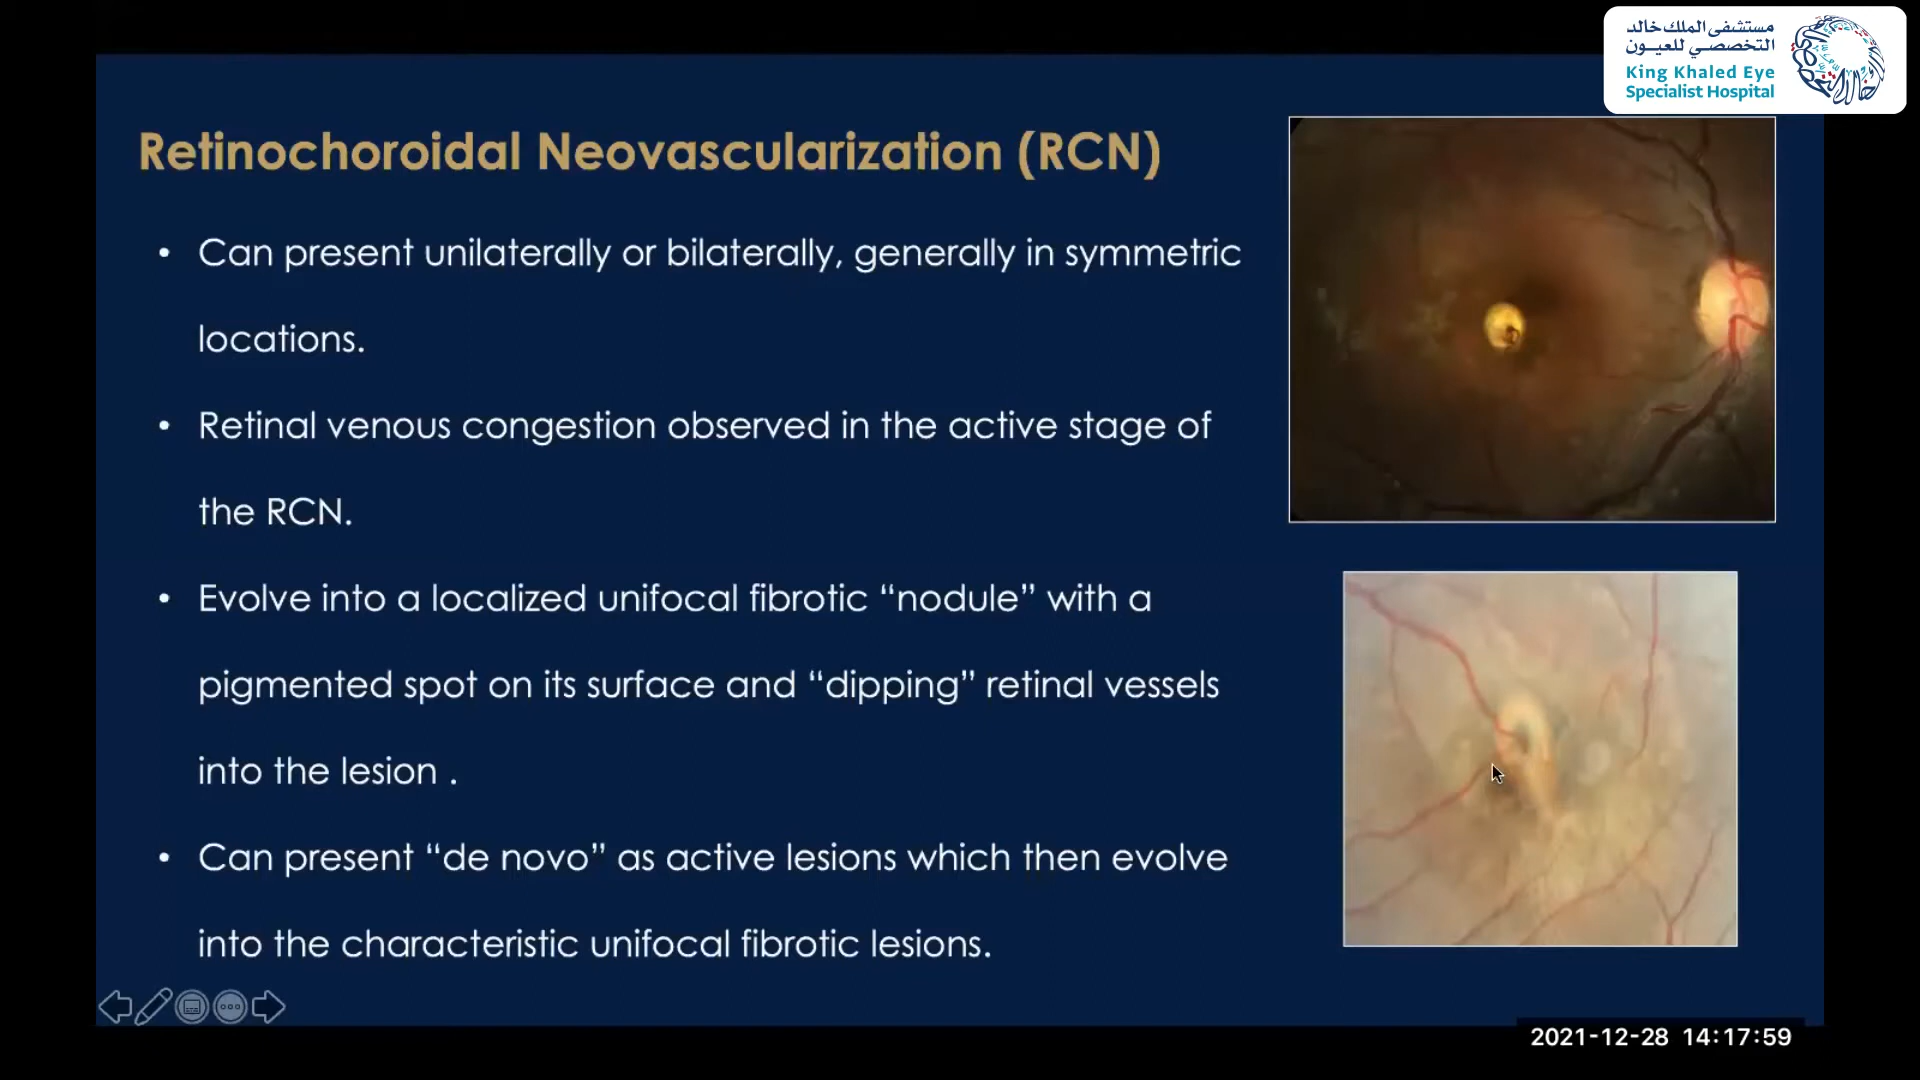 مستشفى الملك خالد
التخصصي للعيون
King Khaled Eye
Specialist Hospital
Retinochoroidal Neovascularization (RCN)
• Can present unilaterally or bilaterally, generally in symmetric
locations.
• Retinal venous congestion observed in the active stage of
the RCN.
• Evolve into a localized unifocal fibrotic “nodule” with a
pigmented spot on its surface and “dipping” retinal vessels
into the lesion .
• Can present “de novo” as active lesions which then evolve
into the characteristic unifocal fibrotic lesions.
2021-12-28 14:17:59